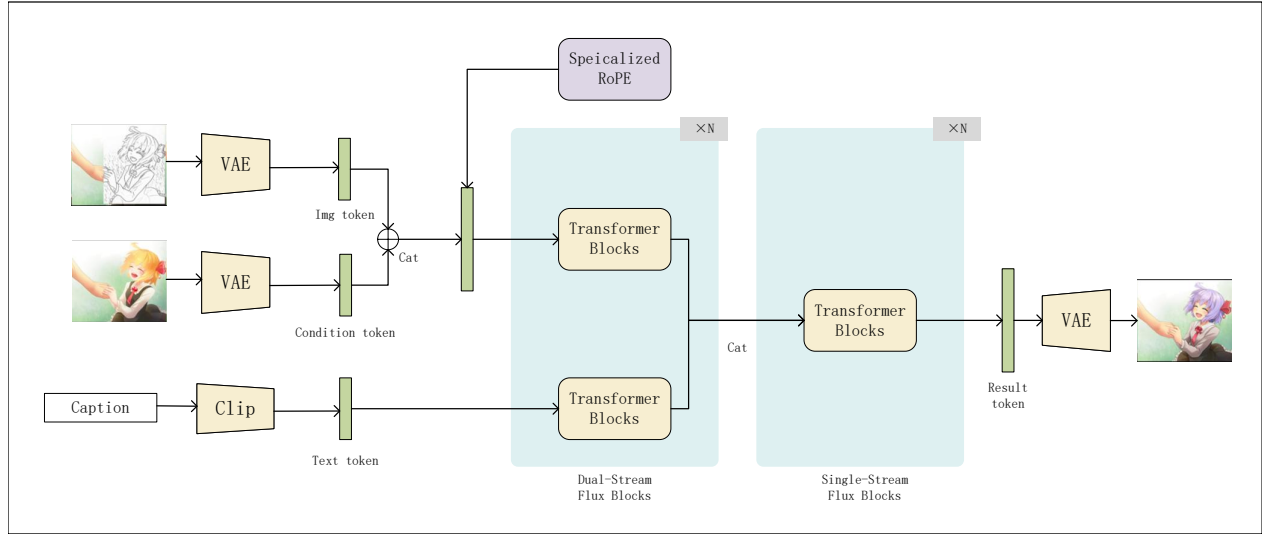 Speicalized
RoPE
×N
×N
VAE
Img token
Transformer
Blocks
Cat
VAE
Condition token
Transformer
Blocks
VAE
Cat
Result
token
Caption
Clip
Transformer
Blocks
Text token
Dual-Stream
Flux Blocks
Single-Stream
Flux Blocks